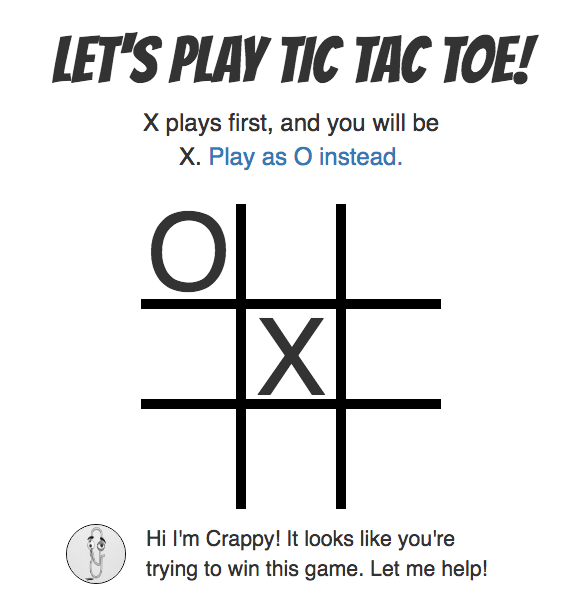 LET'S PLAY TIC TAC TOE!
X plays first, and you will be
X. Play as O instead.
O
X
Hi I'm Crappy! It looks like you're
trying to win this game. Let me help!